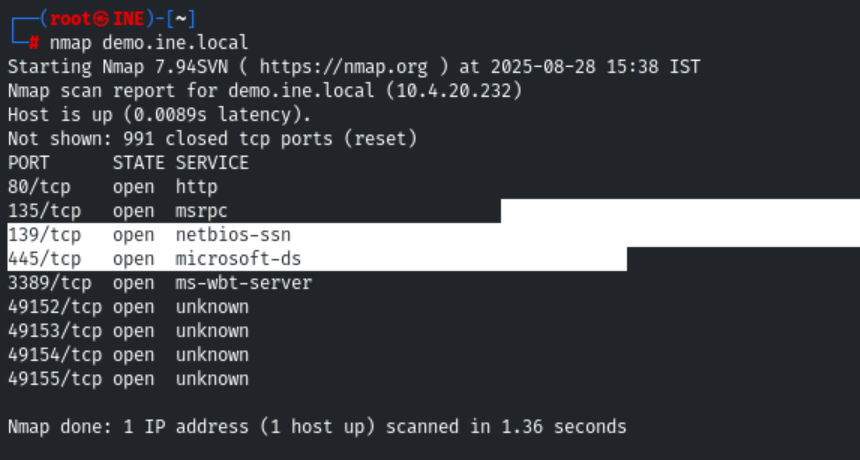 ┌──(root㉿INE)-[~]
└─# nmap demo.ine.local
Starting Nmap 7.94SVN ( https://nmap.org ) at 2025-08-28 15:38 IST
Nmap scan report for demo.ine.local (10.4.20.232)
Host is up (0.0089s latency).
Not shown: 991 closed tcp ports (reset)
PORT      STATE SERVICE
80/tcp    open  http
135/tcp   open  msrpc
139/tcp   open  netbios-ssn
445/tcp   open  microsoft-ds
3389/tcp  open  ms-wbt-server
49152/tcp open  unknown
49153/tcp open  unknown
49154/tcp open  unknown
49155/tcp open  unknown
Nmap done: 1 IP address (1 host up) scanned in 1.36 seconds